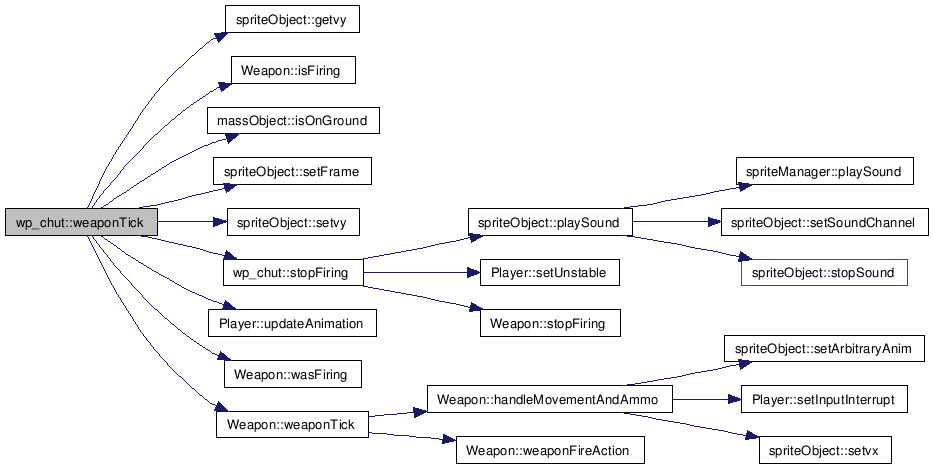 wp_chut::weaponTick
spriteObject::getvy
Weapon::isFiring
massObject::isOnGround
spriteObject::setFrame
spriteObject::setvy
wp_chut::stopFiring
Player::updateAnimation
Weapon::wasFiring
Weapon::weaponTick
spriteObject::playSound
Player::setUnstable
Weapon::stopFiring
Weapon::handleMovementAndAmmo
Weapon::weaponFireAction
spriteManager::playSound
spriteObject::setSoundChannel
spriteObject::stopSound
spriteObject::setArbitraryAnim
Player::setInputInterrupt
spriteObject::setvx